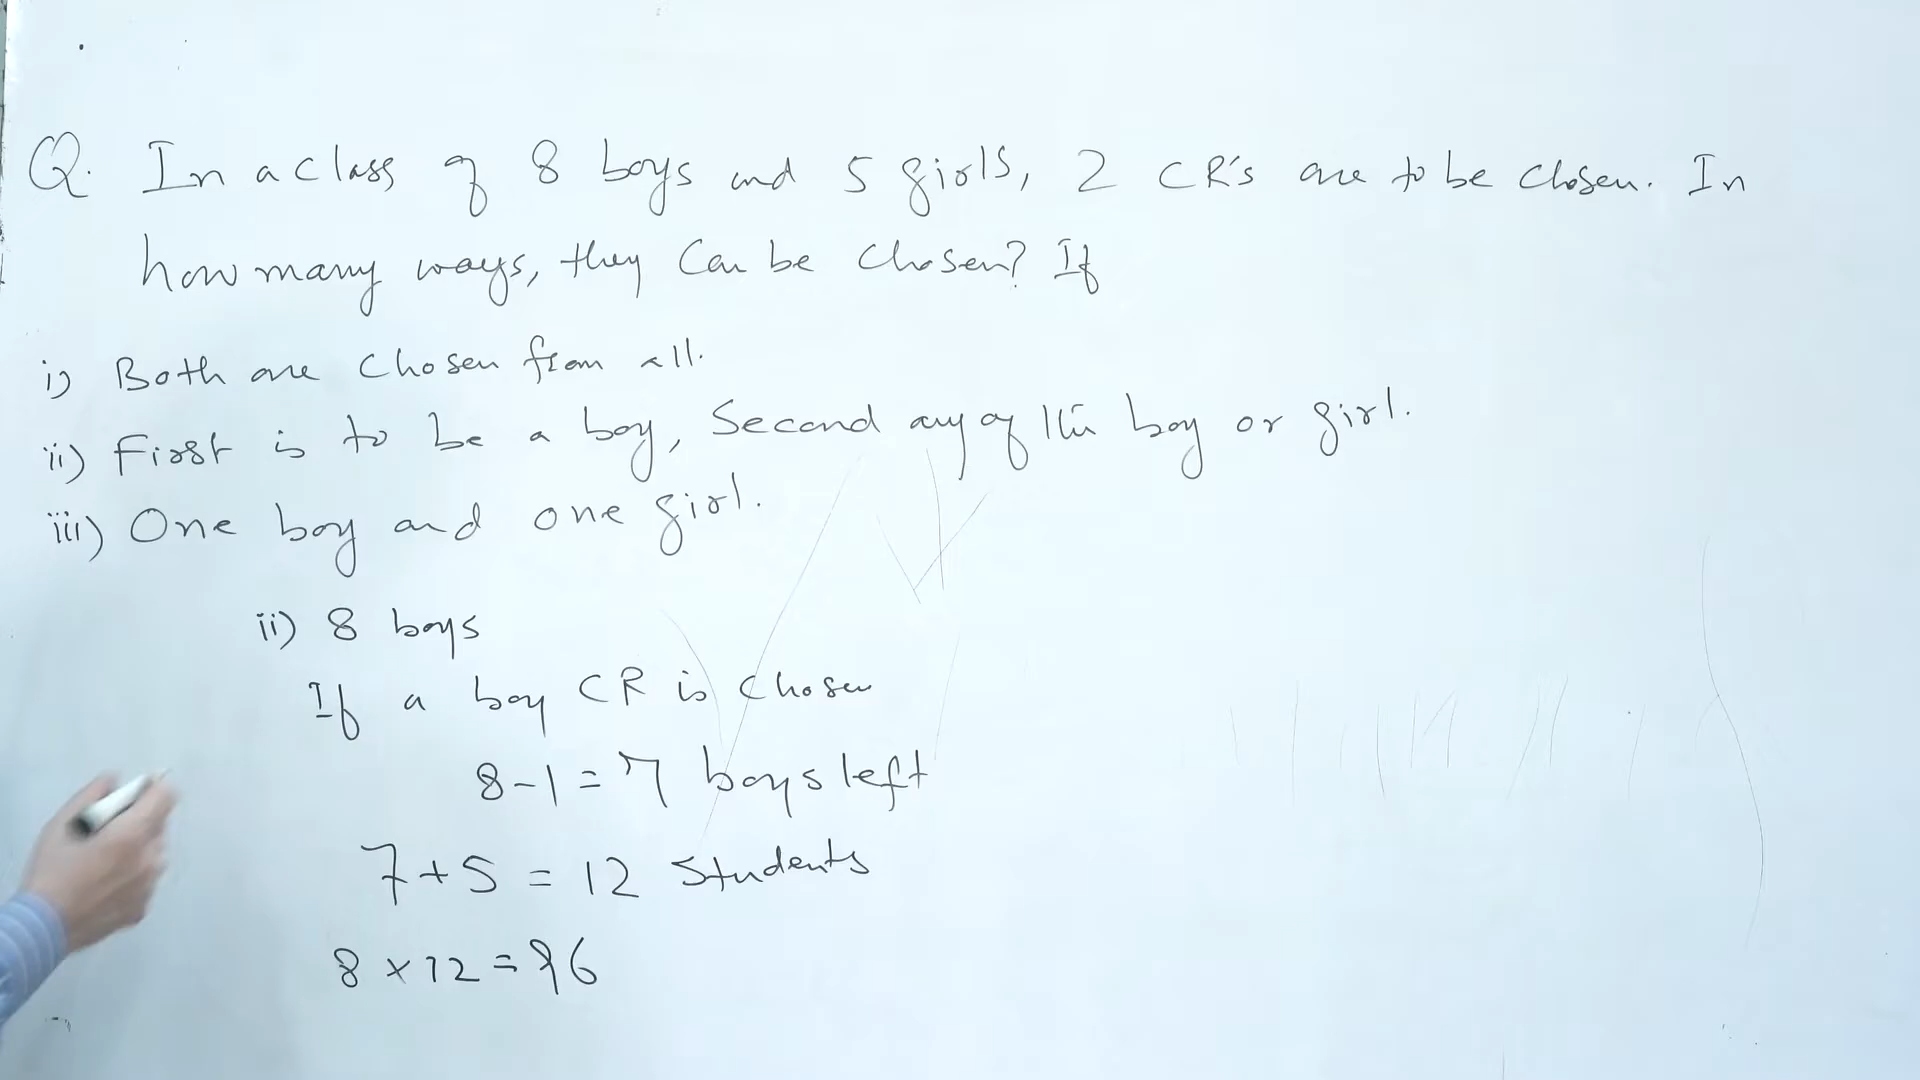 Q. In a class of 8 boys and 5 girls, 2 CR's are to be chosen. In
how many ways, they can be chosen? If
i) Both are chosen from all.
ii) First is to be a boy, Second any of boy or girl.
iii) One boy and one girl.
ii) 8 boys
If a boy CR is chosen
8-1=7 boys left
7+5 = 12 Students
8 × 12 = 96